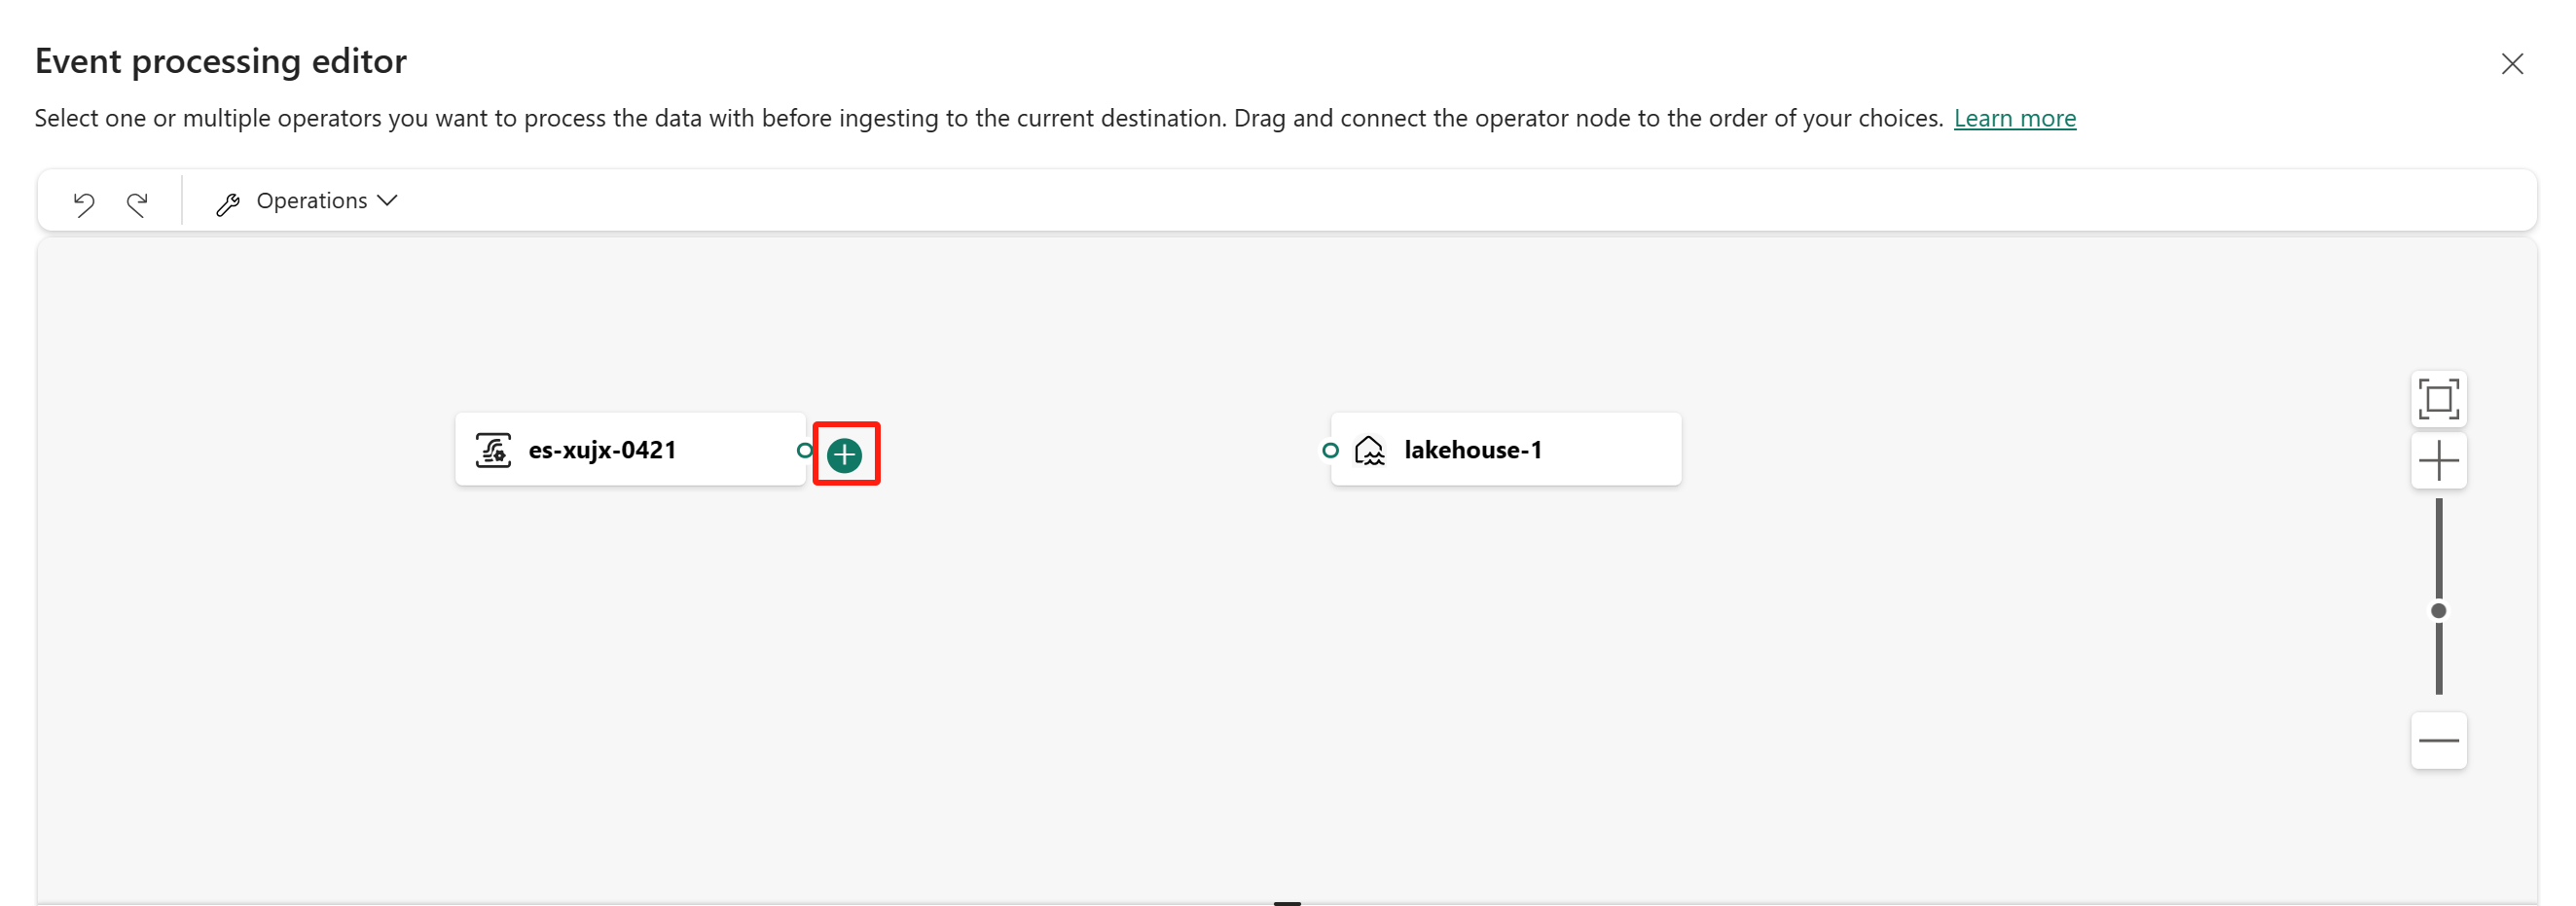 Event processing editor
Select one or multiple operators you want to process the data with before ingesting to the current destination. Drag and connect the operator node to the order of your choices. Learn more
Operations
es-xujx-0421
lakehouse-1